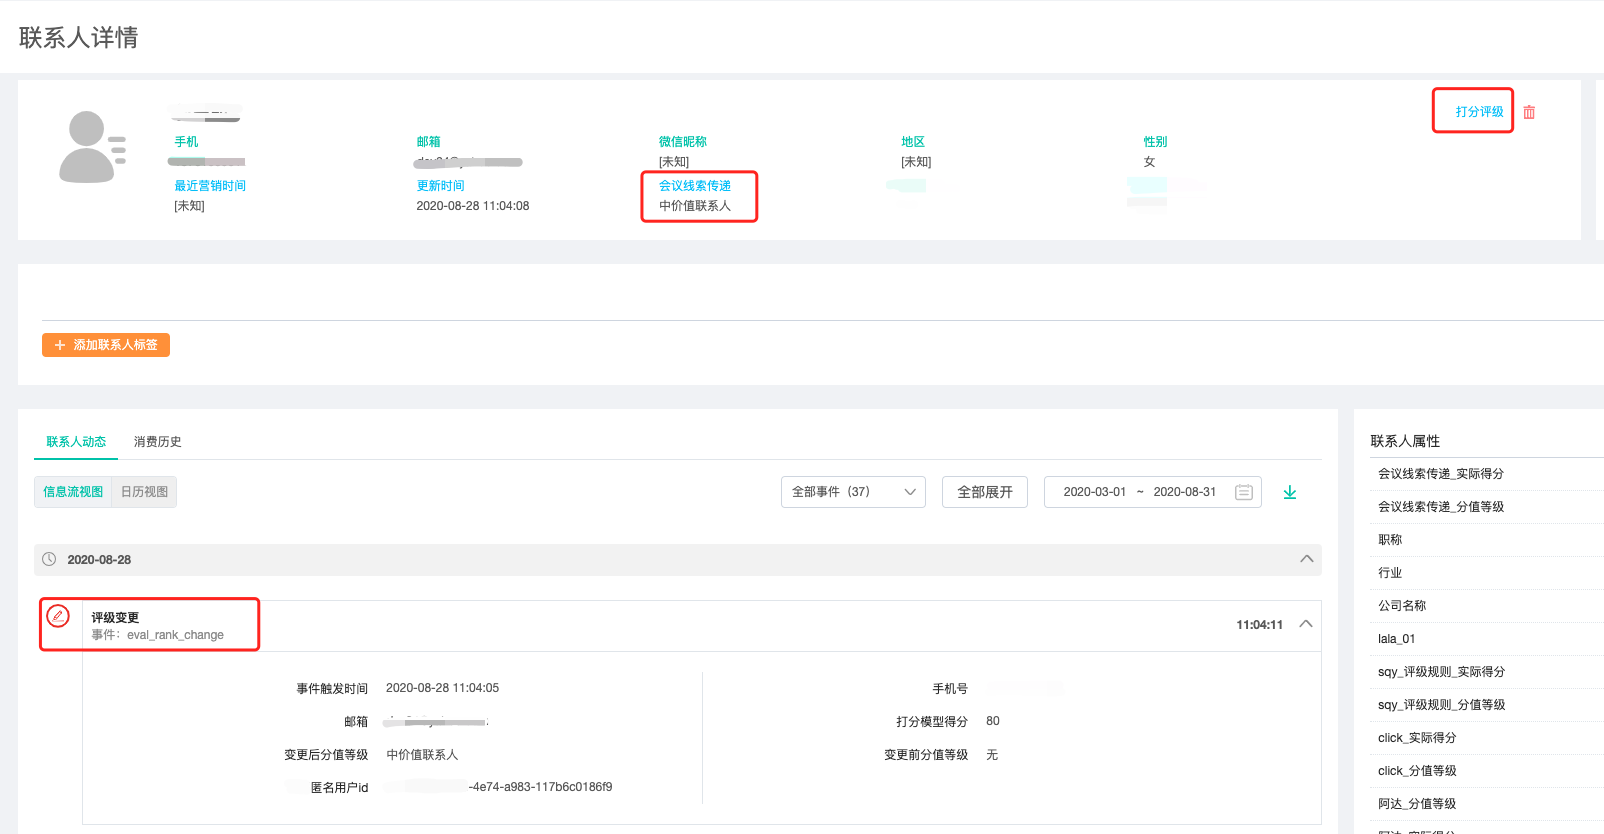 联系人详情
打分评级
手机
邮箱
微信昵称
地区
性别
[未知]
[未知]
女
最近营销时间
更新时间
会议线索传递
[未知]
2020-08-28 11:04:08
中价值联系人
添加联系人标签
联系人动态
消费历史
联系人属性
信息流视图
日历视图
全部事件（37）
全部展开
2020-03-01 ~ 2020-08-31
会议线索传递_实际得分
会议线索传递_分值等级
职称
行业
公司名称
lala_01
sqy_评级规则_实际得分
sqy_评级规则_分值等级
click_实际得分
click_分值等级
阿达_分值等级
2020-08-28
评级变更
事件：eval_rank_change
11:04:11
事件触发时间 2020-08-28 11:04:05
手机号
邮箱
打分模型得分 80
变更后分值等级 中价值联系人
变更前分值等级 无
匿名用户id -4e74-a983-117b6c0186f9